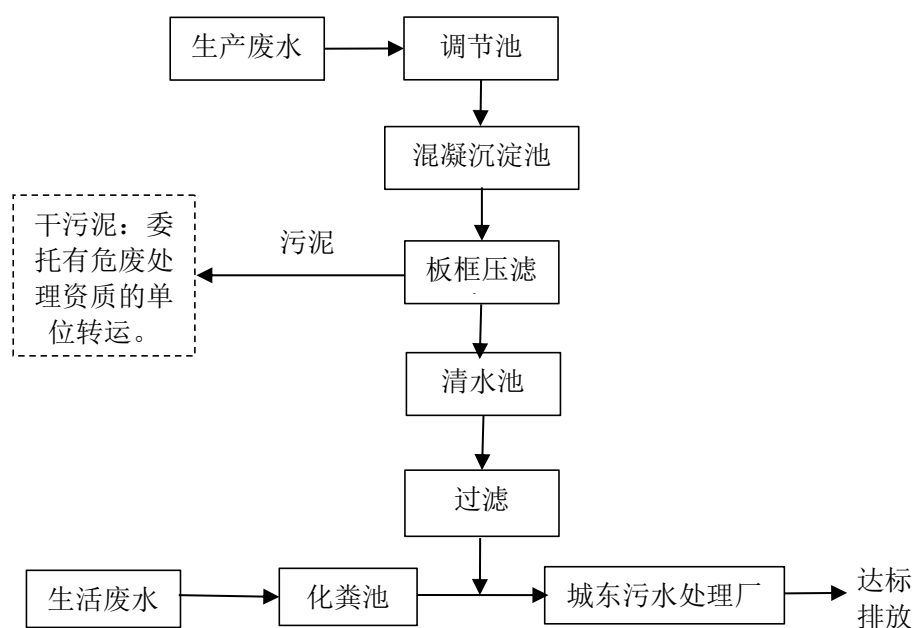 生产废水
调节池
混凝沉淀池
干污泥：委
托有危废处
理资质的单
位转运。
污泥
板框压滤
清水池
过滤
生活废水
化粪池
城东污水处理厂
达标
排放